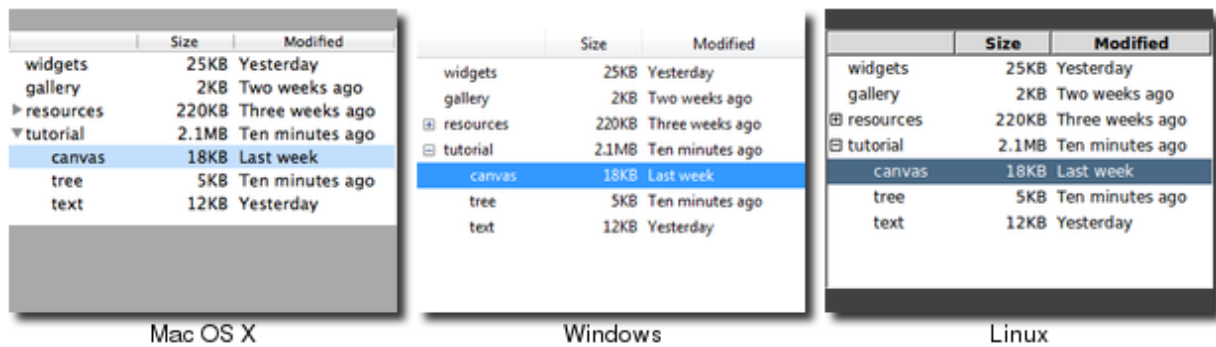 Size Modified
widgets 25KB Yesterday
gallery 2KB Two weeks ago
resources 220KB Three weeks ago
tutorial 2.1MB Ten minutes ago
canvas 18KB Last week
tree 5KB Ten minutes ago
text 12KB Yesterday
Mac OS X
Size Modified
widgets 25KB Yesterday
gallery 2KB Two weeks ago
resources 220KB Three weeks ago
tutorial 2.1MB Ten minutes ago
canvas 18KB Last week
tree 5KB Ten minutes ago
text 12KB Yesterday
Windows
Size Modified
widgets 25KB Yesterday
gallery 2KB Two weeks ago
resources 220KB Three weeks ago
tutorial 2.1MB Ten minutes ago
canvas 18KB Last week
tree 5KB Ten minutes ago
text 12KB Yesterday
Linux